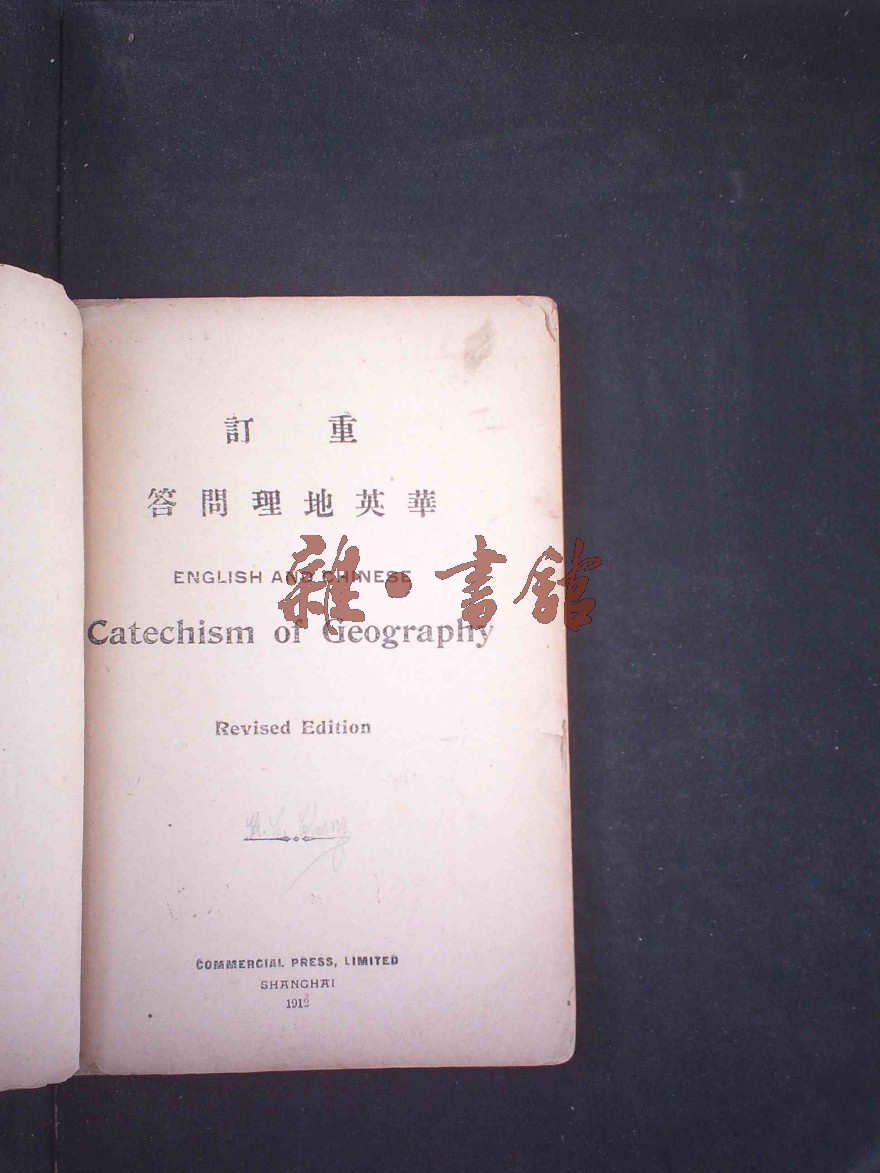 訂重
答問理地英華
ENGLISH AND CHINESE
Catechism of Geography
雜·書館
Revised Edition
COMMERCIAL PRESS, LIMITED
SHANGHAI
1912